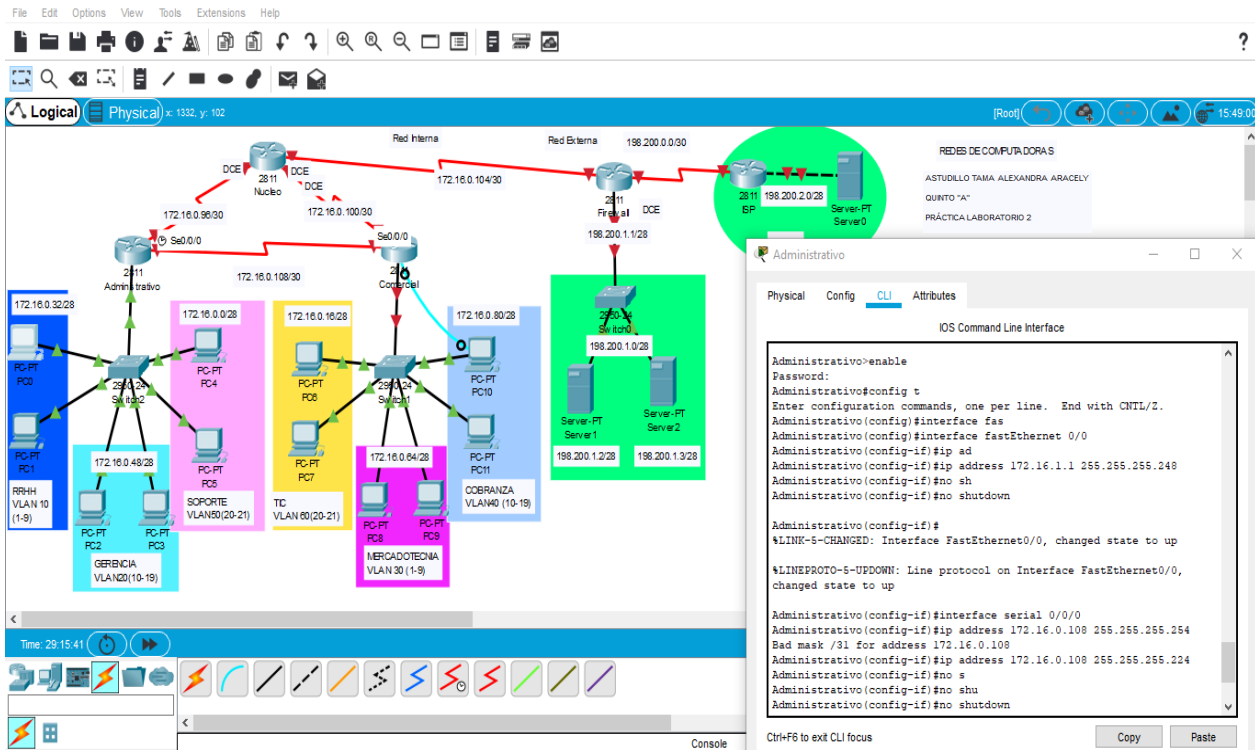 File Edit Options View Tools Extensions Help
?
Logical
Physical
x: 1332, y: 102
[Root]
15:49:00
Red Interna
Red Externa
198.200.0.0/30
REDES DE COMPUTADORAS
ASTUDILLO TAMA ALEXANDRA ARACELY
QUINTO "A"
PRÁCTICA LABORATORIO 2
DCE
DCE
DCE
2811
Nucleo
172.16.0.104/30
2811
Firewall
DCE
2811
ISP
198.200.2.0/28
Server-PT
Server0
172.16.0.96/30
172.16.0.100/30
Se0/0/0
Se0/0/0
198.200.1.1/28
2811
Administrativo
172.16.0.108/30
Comercial
172.16.0.32/28
172.16.0.0/28
172.16.0.16/28
172.16.0.80/28
2950-24
Switch0
198.200.1.0/28
PC-PT
PC0
PC-PT
PC4
2950-24
Switch2
PC-PT
PC6
2950-24
Switch1
PC-PT
PC10
Server-PT
Server1
Server-PT
Server2
198.200.1.2/28
198.200.1.3/28
PC-PT
PC1
172.16.0.48/28
PC-PT
PC5
PC-PT
PC7
172.16.0.64/28
PC-PT
PC11
RRHH
VLAN 10
(1-9)
SOPORTE
VLAN50(20-21)
TIC
VLAN 60(20-21)
COBRANZA
VLAN40 (10-19)
PC-PT
PC2
PC-PT
PC3
PC-PT
PC8
PC-PT
PC9
GERENCIA
VLAN20(10-19)
MERCADOTECNIA
VLAN 30 (1-9)
Administrativo
Physical Config CLI Attributes
IOS Command Line Interface
Administrativo>enable
Password:
Administrativo#config t
Enter configuration commands, one per line. End with CNTL/Z.
Administrativo(config)#interface fas
Administrativo(config)#interface fastEthernet 0/0
Administrativo(config-if)#ip ad
Administrativo(config-if)#ip address 172.16.1.1 255.255.255.248
Administrativo(config-if)#no sh
Administrativo(config-if)#no shutdown
Administrativo(config-if)#
%LINK-5-CHANGED: Interface FastEthernet0/0, changed state to up
%LINEPROTO-5-UPDOWN: Line protocol on Interface FastEthernet0/0,
changed state to up
Administrativo(config-if)#interface serial 0/0/0
Administrativo(config-if)#ip address 172.16.0.108 255.255.255.254
Bad mask /31 for address 172.16.0.108
Administrativo(config-if)#ip address 172.16.0.108 255.255.255.224
Administrativo(config-if)#no s
Administrativo(config-if)#no shu
Administrativo(config-if)#no shutdown
Ctrl+F6 to exit CLI focus
Copy
Paste
Time: 29:15:41
Console